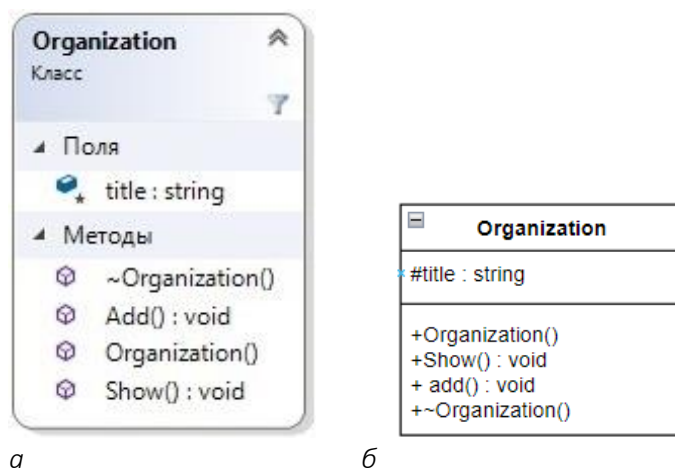 Organization
Класс
Поля
title : string
Методы
~Organization()
Add() : void
Organization()
Show() : void
а
Organization
#title : string
+Organization()
+Show() : void
+ add() : void
+~Organization()
б